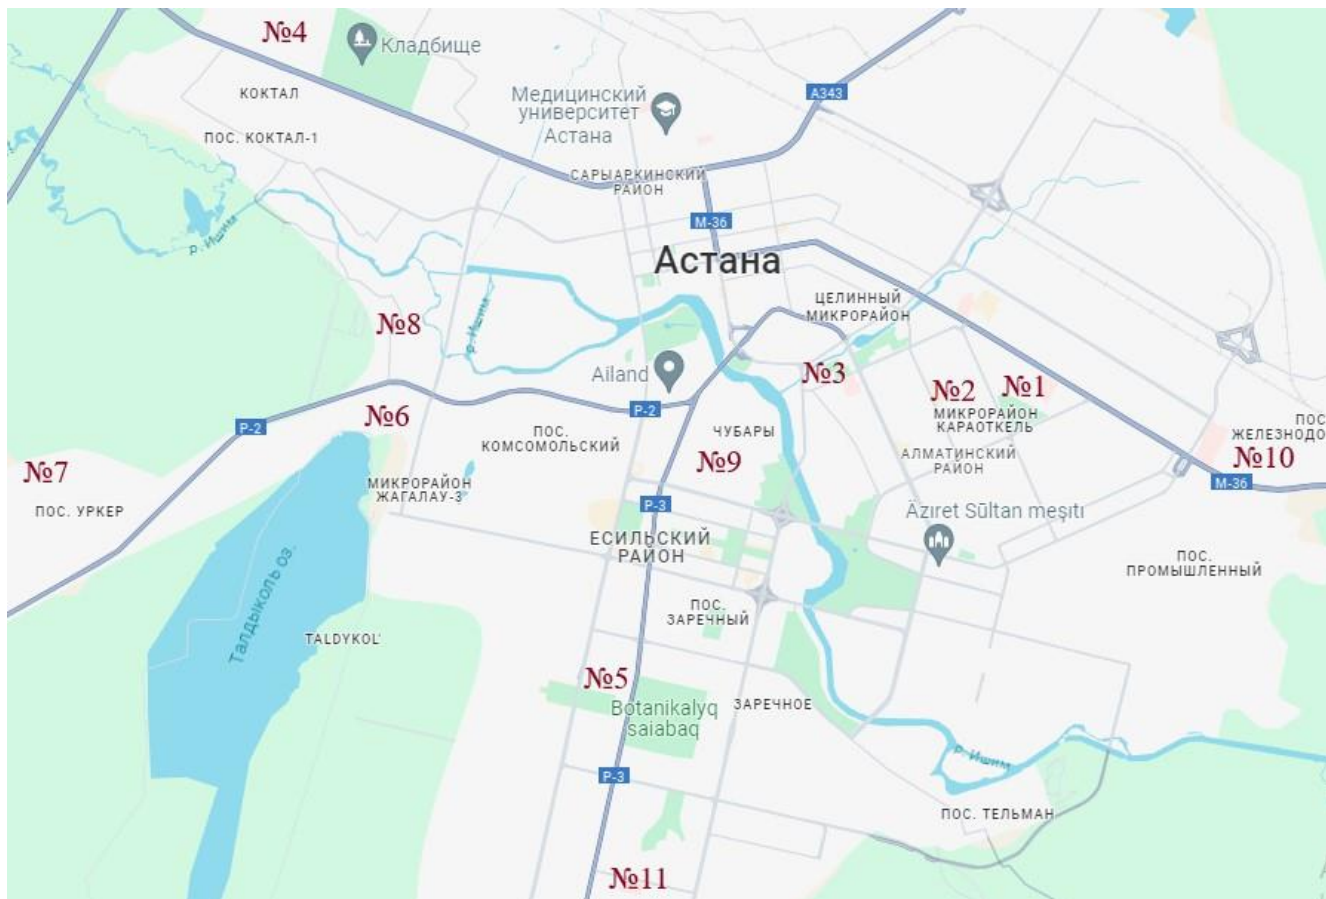 №4
Кладбище
КОКТАЛ
Медицинский
университет
Астана
А343
ПОС. КОКТАЛ-1
САРЫАРКИНСКИЙ
РАЙОН
р. Ишим
М-36
Астана
ЦЕЛИННЫЙ
МИКРОРАЙОН
№8
р. Ишим
Ailand
№3
№2
№1
Р-2
№6
Р-2
МИКРОРАЙОН
КАРАОТКЕЛЬ
ПОС.
ЖЕЛЕЗНОДО
ПОС.
КОМСОМОЛЬСКИЙ
ЧУБАРЫ
АЛМАТИНСКИЙ
РАЙОН
№7
№9
№10
МИКРОРАЙОН
ЖАГАЛАУ-3
М-36
ПОС. УРКЕР
Р-3
Äziret Sūltan meşıtı
ЕСИЛЬСКИЙ
РАЙОН
ПОС.
ПРОМЫШЛЕННЫЙ
Талдыколь оз.
ПОС.
ЗАРЕЧНЫЙ
TALDYKOL'
№5
Botanikalyq
saiabaq
ЗАРЕЧНОЕ
р. Ишим
Р-3
ПОС. ТЕЛЬМАН
№11